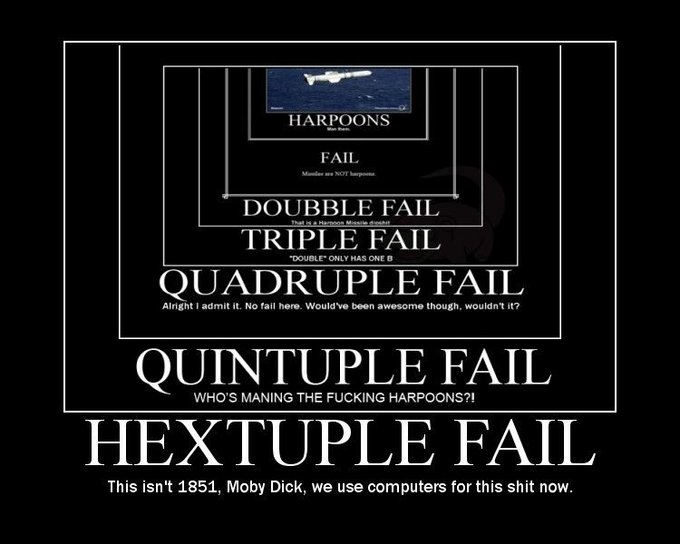 HARPOONS
Man them.
FAIL
Missiles are NOT harpoons.
DOUBBLE FAIL
That is a Harpoon Missile dipshit
TRIPLE FAIL
"DOUBLE" ONLY HAS ONE B
QUADRUPLE FAIL
Alright I admit it. No fail here. Would've been awesome though, wouldn't it?
QUINTUPLE FAIL
WHO'S MANING THE FUCKING HARPOONS?!
HEXTUPLE FAIL
This isn't 1851, Moby Dick, we use computers for this shit now.